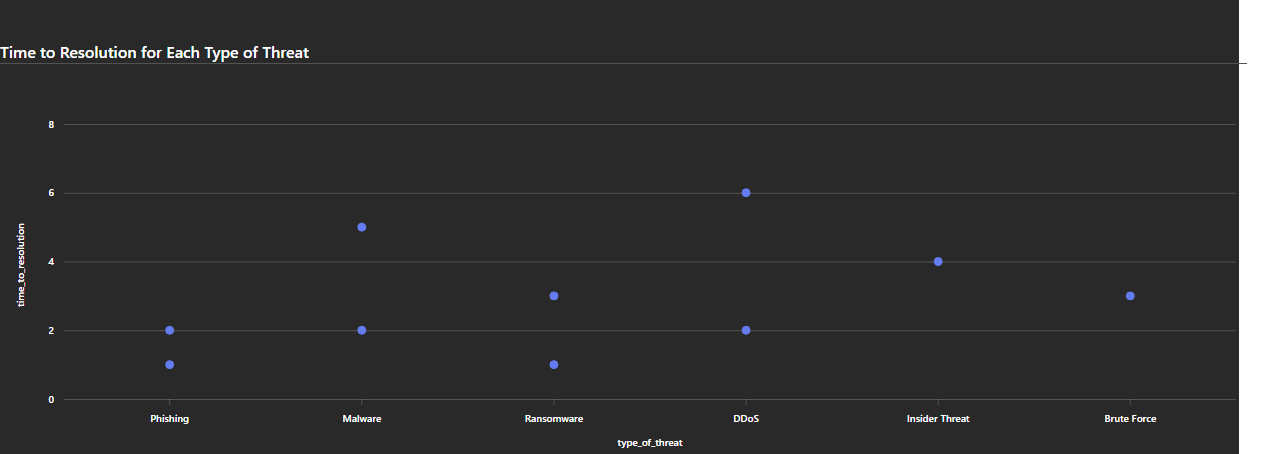 Time to Resolution for Each Type of Threat
8
6
4
2
0
time_to_resolution
Phishing Malware Ransomware DDoS Insider Threat Brute Force
type_of_threat